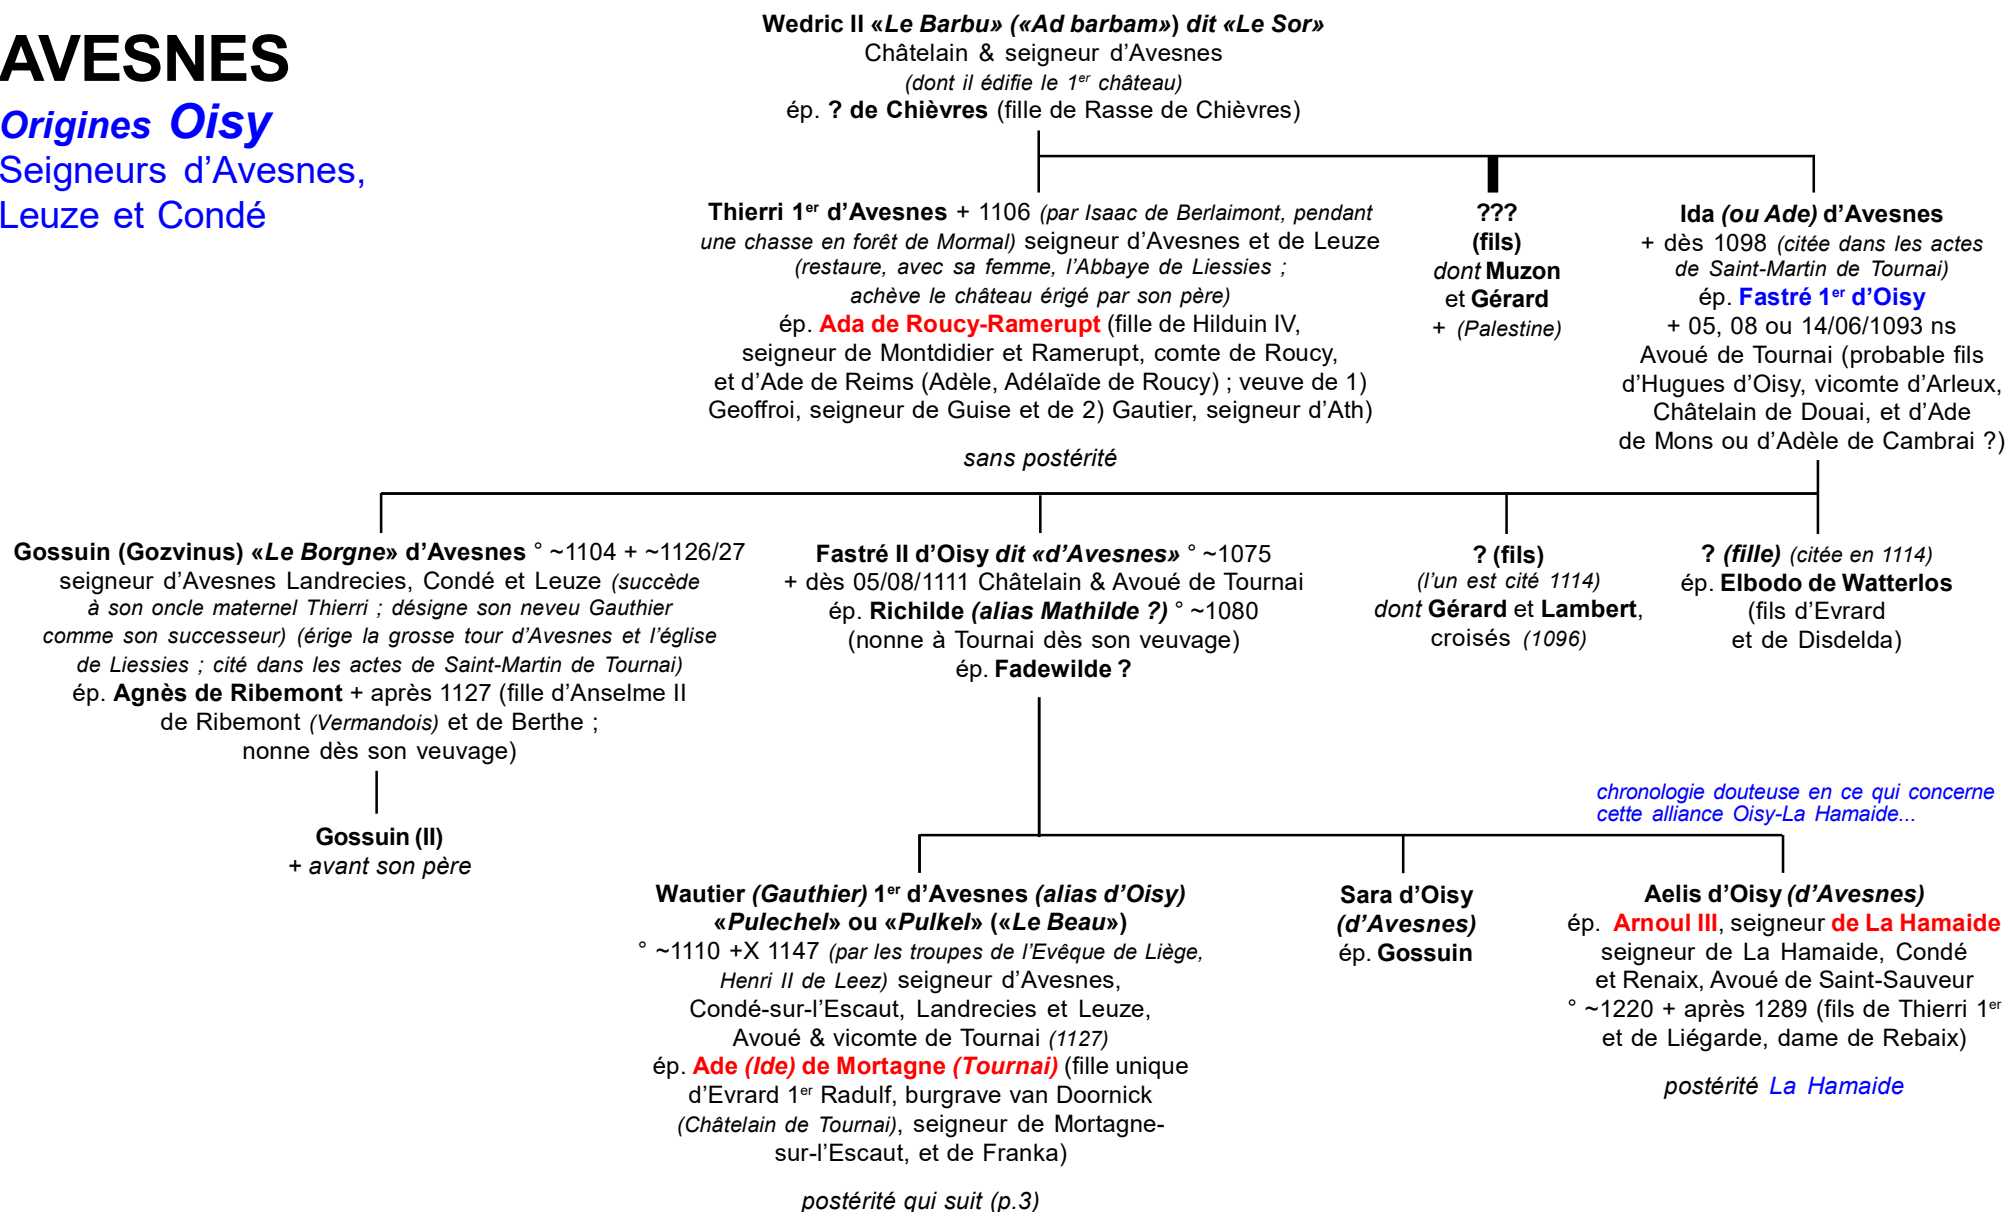 AVESNES
Origines Oisy
Seigneurs d’Avesnes,
Leuze et Condé
Wedric II «Le Barbu» («Ad barbam») dit «Le Sor»
Châtelain & seigneur d’Avesnes
(dont il édifie le 1er château)
ép. ? de Chièvres (fille de Rasse de Chièvres)
Thierri 1er d’Avesnes + 1106 (par Isaac de Berlaimont, pendant
une chasse en forêt de Mormal) seigneur d’Avesnes et de Leuze
(restaure, avec sa femme, l’Abbaye de Liessies ;
achève le château érigé par son père)
ép. Ada de Roucy-Ramerupt (fille de Hilduin IV,
seigneur de Montdidier et Ramerupt, comte de Roucy,
et d’Ade de Reims (Adèle, Adélaïde de Roucy) ; veuve de 1)
Geoffroi, seigneur de Guise et de 2) Gautier, seigneur d’Ath)
sans postérité
???
(fils)
dont Muzon
et Gérard
+ (Palestine)
Ida (ou Ade) d’Avesnes
+ dès 1098 (citée dans les actes
de Saint-Martin de Tournai)
ép. Fastré 1er d’Oisy
+ 05, 08 ou 14/06/1093 ns
Avoué de Tournai (probable fils
d’Hugues d’Oisy, vicomte d’Arleux,
Châtelain de Douai, et d’Ade
de Mons ou d’Adèle de Cambrai ?)
Gossuin (Gozvinus) «Le Borgne» d’Avesnes ° ~1104 + ~1126/27
seigneur d’Avesnes Landrecies, Condé et Leuze (succède
à son oncle maternel Thierri ; désigne son neveu Gauthier
comme son successeur) (érige la grosse tour d’Avesnes et l’église
de Liessies ; cité dans les actes de Saint-Martin de Tournai)
ép. Agnès de Ribemont + après 1127 (fille d’Anselme II
de Ribemont (Vermandois) et de Berthe ;
nonne dès son veuvage)
Gossuin (II)
+ avant son père
Fastré II d’Oisy dit «d’Avesnes» ° ~1075
+ dès 05/08/1111 Châtelain & Avoué de Tournai
ép. Richilde (alias Mathilde ?) ° ~1080
(nonne à Tournai dès son veuvage)
ép. Fadewilde ?
? (fils)
(l’un est cité 1114)
dont Gérard et Lambert,
croisés (1096)
? (fille) (citée en 1114)
ép. Elbodo de Watterlos
(fils d’Evrard
et de Disdelda)
chronologie douteuse en ce qui concerne
cette alliance Oisy-La Hamaide...
Wautier (Gauthier) 1er d’Avesnes (alias d’Oisy)
«Pulechel» ou «Pulkel» («Le Beau»)
° ~1110 +X 1147 (par les troupes de l’Evêque de Liège,
Henri II de Leez) seigneur d’Avesnes,
Condé-sur-l’Escaut, Landrecies et Leuze,
Avoué & vicomte de Tournai (1127)
ép. Ade (Ide) de Mortagne (Tournai) (fille unique
d’Evrard 1er Radulf, burgrave van Doornick
(Châtelain de Tournai), seigneur de Mortagne-
sur-l’Escaut, et de Franka)
postérité qui suit (p.3)
Sara d’Oisy
(d’Avesnes)
ép. Gossuin
Aelis d’Oisy (d’Avesnes)
ép. Arnoul III, seigneur de La Hamaide
seigneur de La Hamaide, Condé
et Renaix, Avoué de Saint-Sauveur
° ~1220 + après 1289 (fils de Thierri 1er
et de Liégarde, dame de Rebaix)
postérité La Hamaide